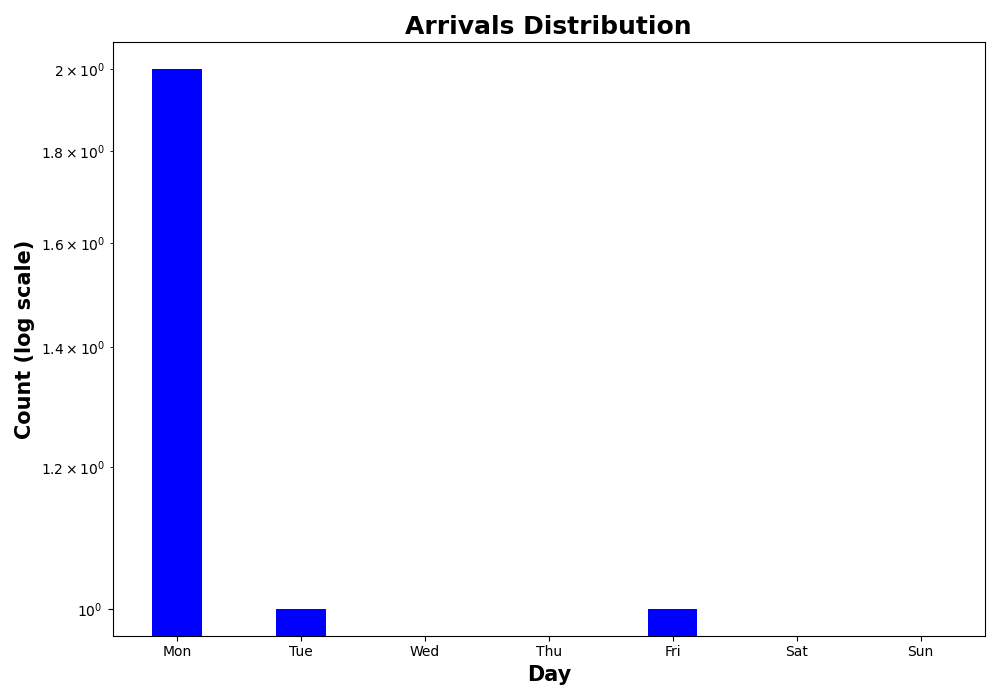 Arrivals Distribution
2 × 10⁰
1.8 × 10⁰
1.6 × 10⁰
1.4 × 10⁰
1.2 × 10⁰
10⁰
Count (log scale)
Mon Tue Wed Thu Fri Sat Sun
Day